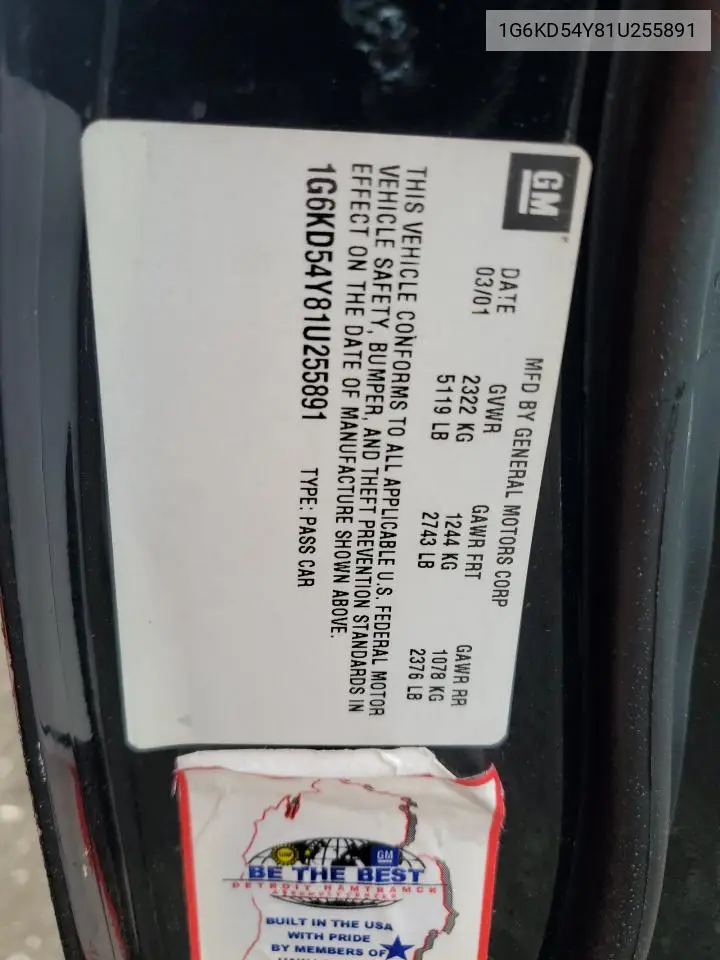 1G6KD54Y81U255891
GM
MFD BY GENERAL MOTORS CORP
DATE GVWR GAWR FRT GAWR RR
03/01 2322 KG 1244 KG 1078 KG
5119 LB 2743 LB 2376 LB
THIS VEHICLE CONFORMS TO ALL APPLICABLE U.S. FEDERAL MOTOR
VEHICLE SAFETY, BUMPER, AND THEFT PREVENTION STANDARDS IN
EFFECT ON THE DATE OF MANUFACTURE SHOWN ABOVE.
1G6KD54Y81U255891 TYPE: PASS CAR
GM
BE THE BEST
DETROIT HAMTRAMCK
ASSEMBLY CENTER
BUILT IN THE USA
WITH PRIDE
BY MEMBERS OF